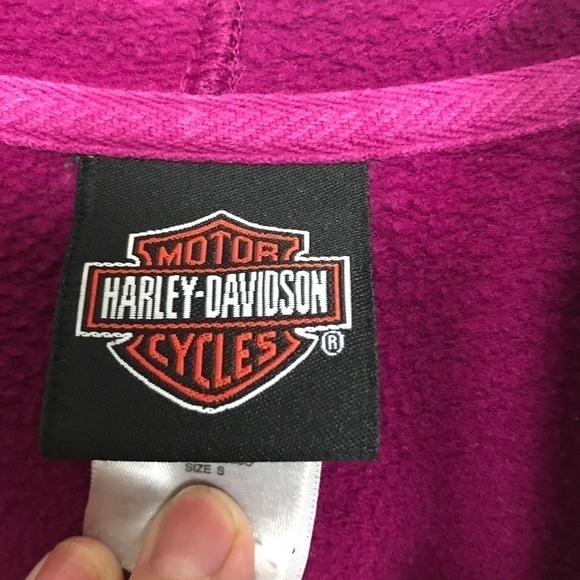 MOTOR
HARLEY-DAVIDSON
CYCLES ®
SIZE S